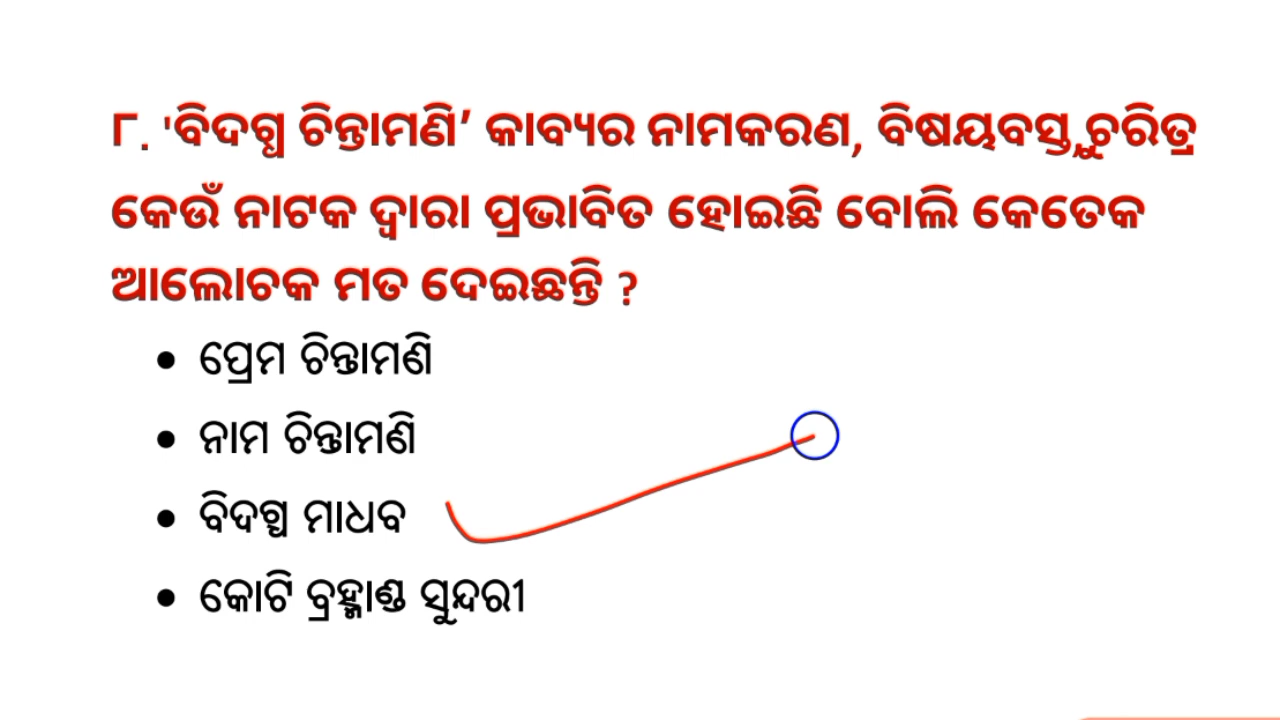 ୮. 'ବିଦଗ୍ଧ ଚିନ୍ତାମଣି’ କାବ୍ୟର ନାମକରଣ, ବିଷୟବସ୍ତୁ,ଚରିତ୍ର
କେଉଁ ନାଟକ ଦ୍ୱାରା ପ୍ରଭାବିତ ହୋଇଛି ବୋଲି କେତେକ
ଆଲୋଚକ ମତ ଦେଇଛନ୍ତି ?
• ପ୍ରେମ ଚିନ୍ତାମଣି
• ନାମ ଚିନ୍ତାମଣି
• ବିଦଗ୍ଧ ମାଧବ
• କୋଟି ବ୍ରହ୍ମାଣ୍ଡ ସୁନ୍ଦରୀ